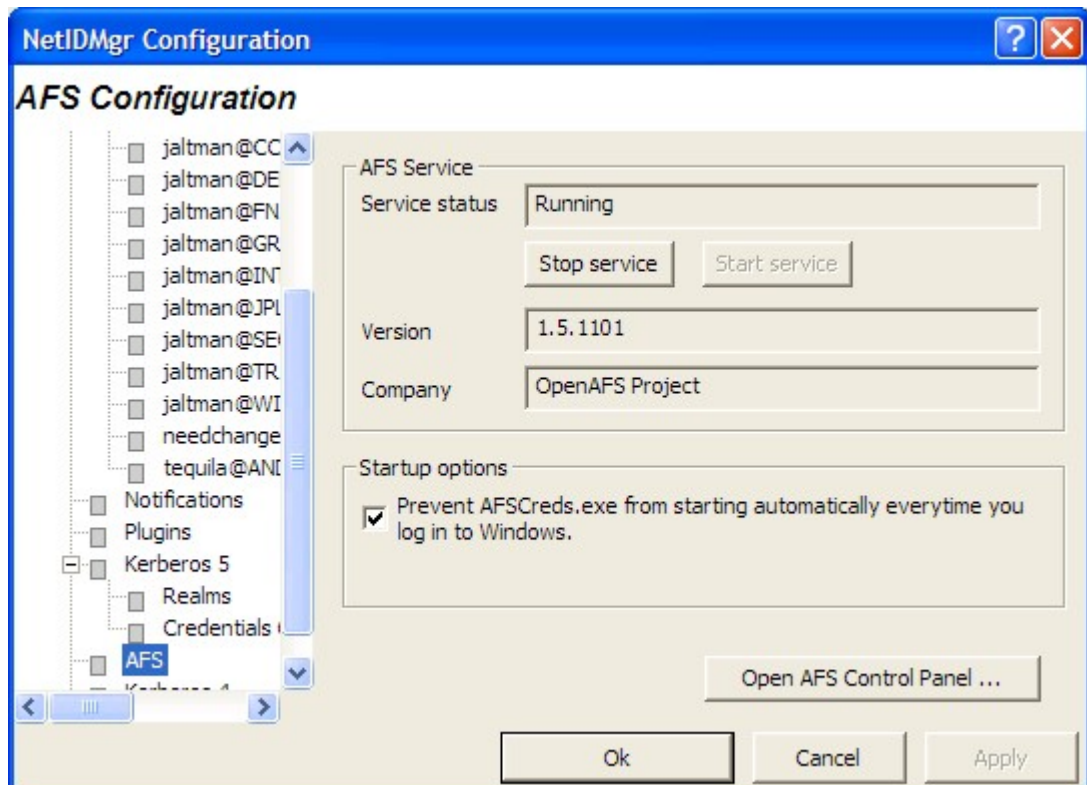 NetIDMgr Configuration
AFS Configuration
jaltman@CC
jaltman@DE
jaltman@FN
jaltman@GR
jaltman@IN
jaltman@JPL
jaltman@SE
jaltman@TR
jaltman@WI
needchange
tequila@AND
Notifications
Plugins
Kerberos 5
Realms
Credentials
AFS
AFS Service
Service status Running
Stop service Start service
Version 1.5.1101
Company OpenAFS Project
Startup options
Prevent AFSCreds.exe from starting automatically everytime you
log in to Windows.
Open AFS Control Panel ...
Ok Cancel Apply